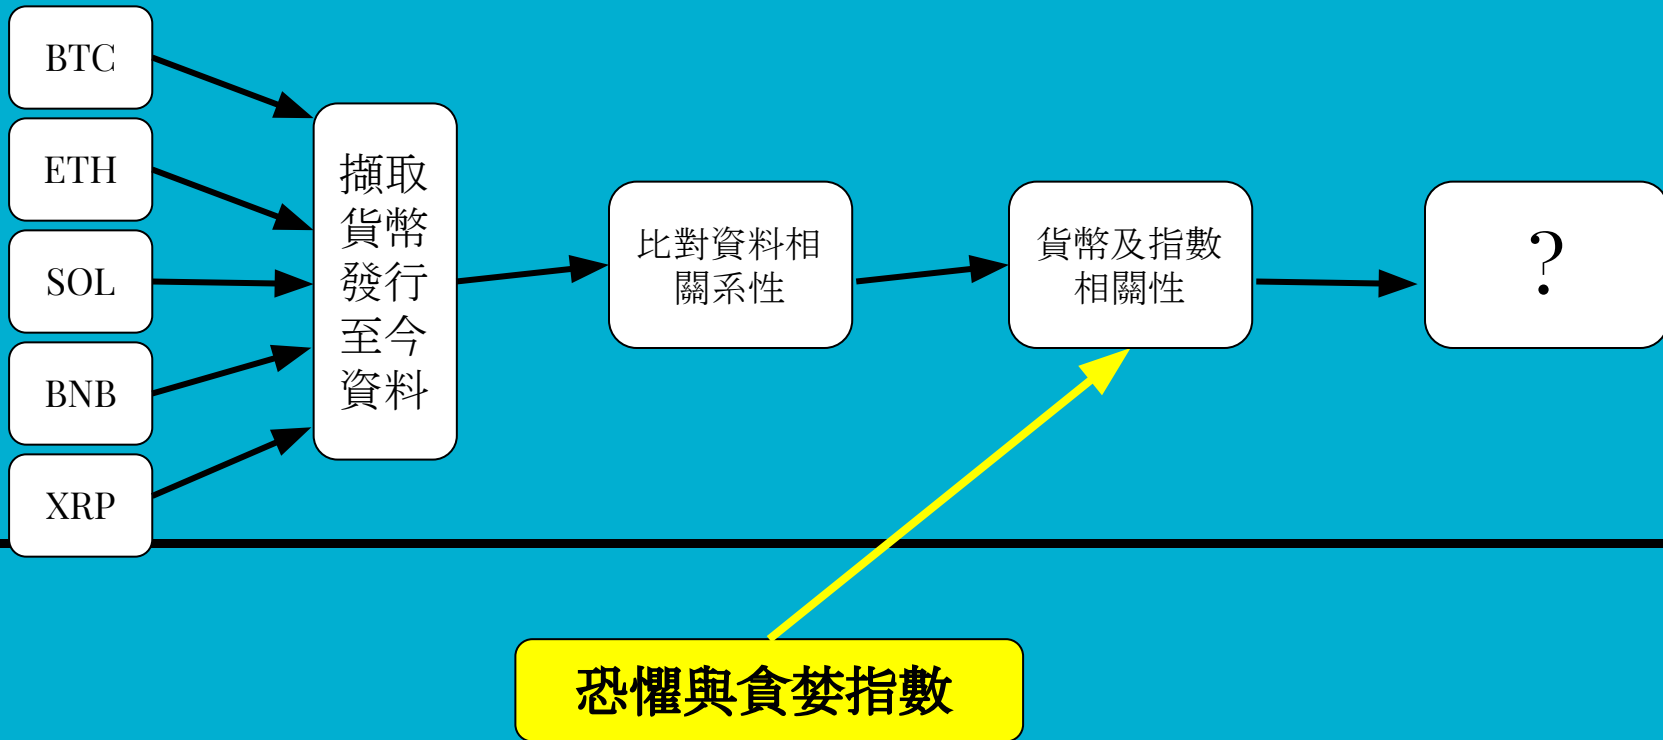 BTC
ETH
SOL
BNB
XRP
擷取
貨幣
發行
至今
資料
比對資料相
關系性
貨幣及指數
相關性
?
恐懼與貪婪指數